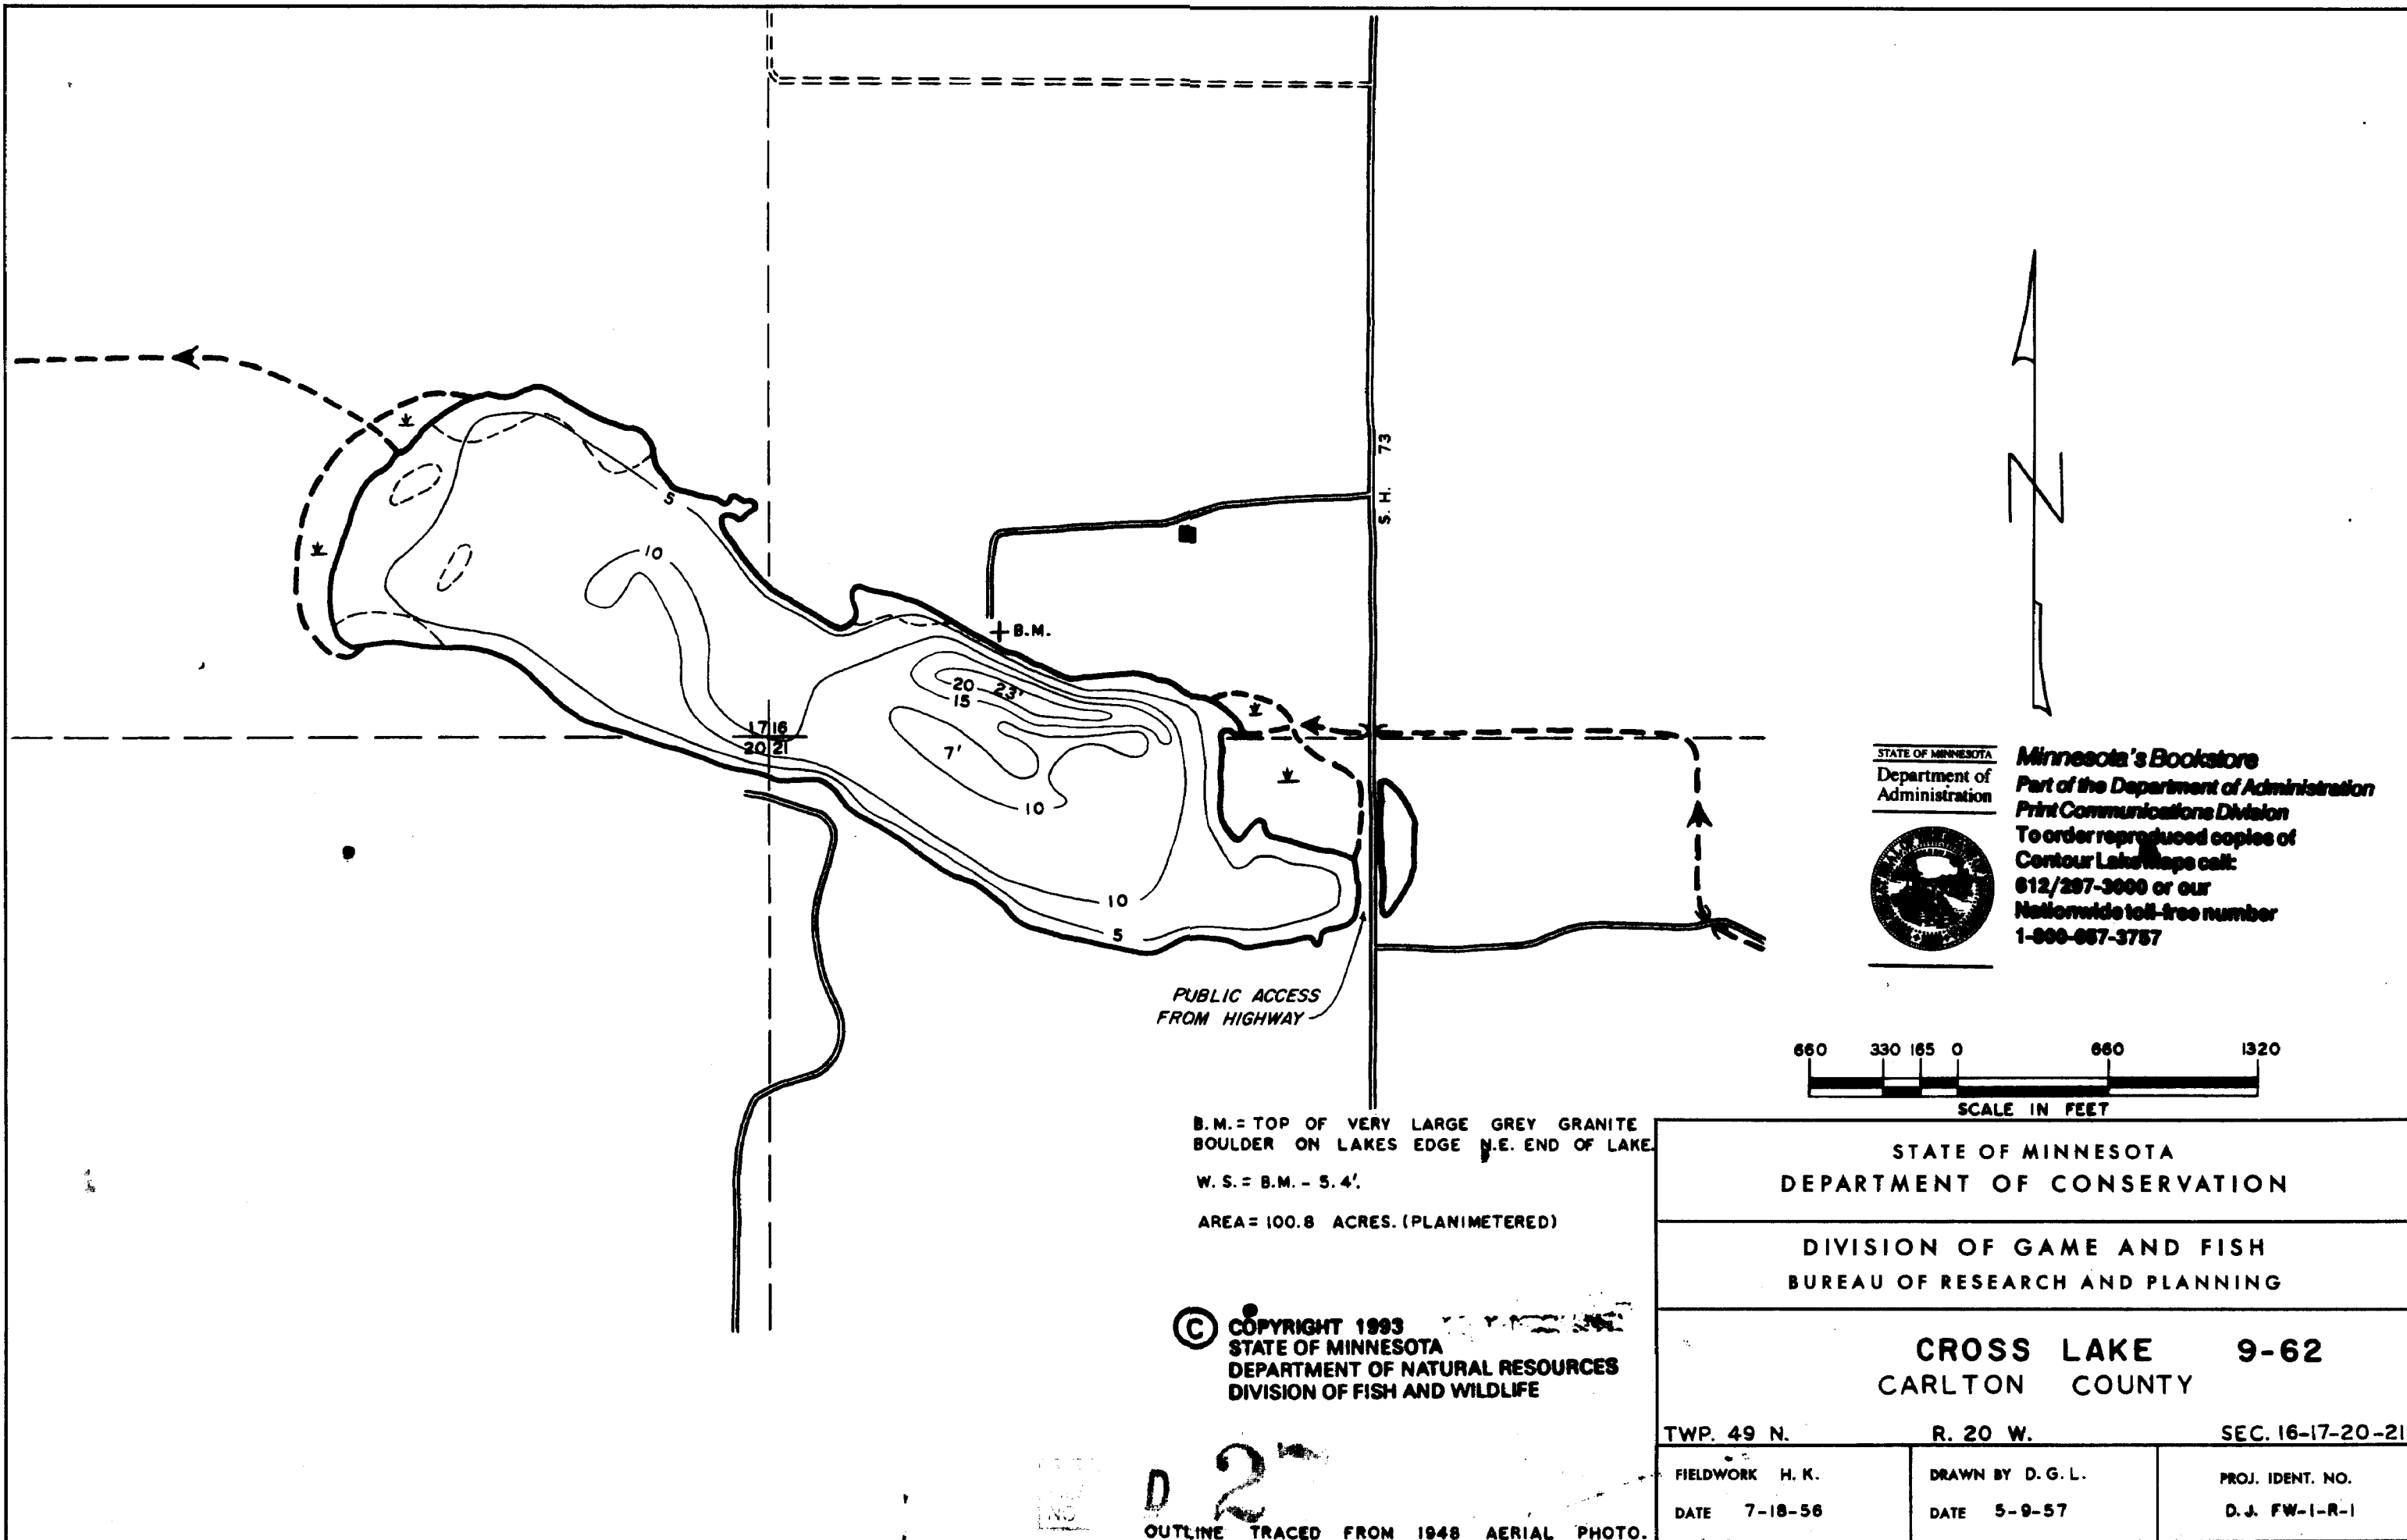 S. H. 73
5
10
B.M.
20 23'
15
17 16
20 21
7'
10
10
5
PUBLIC ACCESS
FROM HIGHWAY
N
STATE OF MINNESOTA
Department of
Administration
Minnesota's Bookstore
Part of the Department of Administration
Print Communications Division
To order reproduced copies of
Contour Lake Maps call:
612/297-3000 or our
Nationwide toll-free number
1-800-657-3757
660 330 165 0 660 1320
SCALE IN FEET
B.M. = TOP OF VERY LARGE GREY GRANITE
BOULDER ON LAKES EDGE N.E. END OF LAKE.
W. S. = B.M. - 5.4'.
AREA = 100.8 ACRES. (PLANIMETERED)
© COPYRIGHT 1993
STATE OF MINNESOTA
DEPARTMENT OF NATURAL RESOURCES
DIVISION OF FISH AND WILDLIFE
D 2
OUTLINE TRACED FROM 1948 AERIAL PHOTO.
STATE OF MINNESOTA
DEPARTMENT OF CONSERVATION
DIVISION OF GAME AND FISH
BUREAU OF RESEARCH AND PLANNING
CROSS LAKE 9-62
CARLTON COUNTY
TWP. 49 N. R. 20 W. SEC. 16-17-20-21
FIELDWORK H. K.
DATE 7-18-56
DRAWN BY D. G. L.
DATE 5-9-57
PROJ. IDENT. NO.
D. J. FW-1-R-1